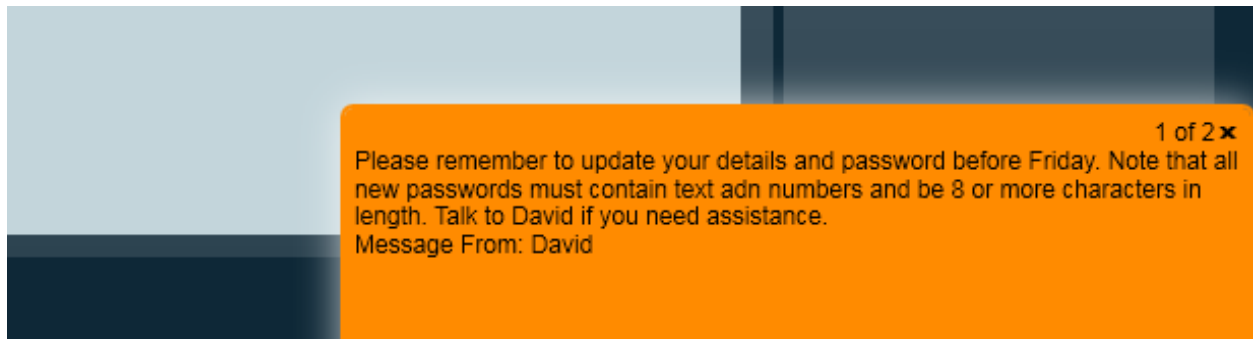 1 of 2 ×
Please remember to update your details and password before Friday. Note that all
new passwords must contain text adn numbers and be 8 or more characters in
length. Talk to David if you need assistance.
Message From: David